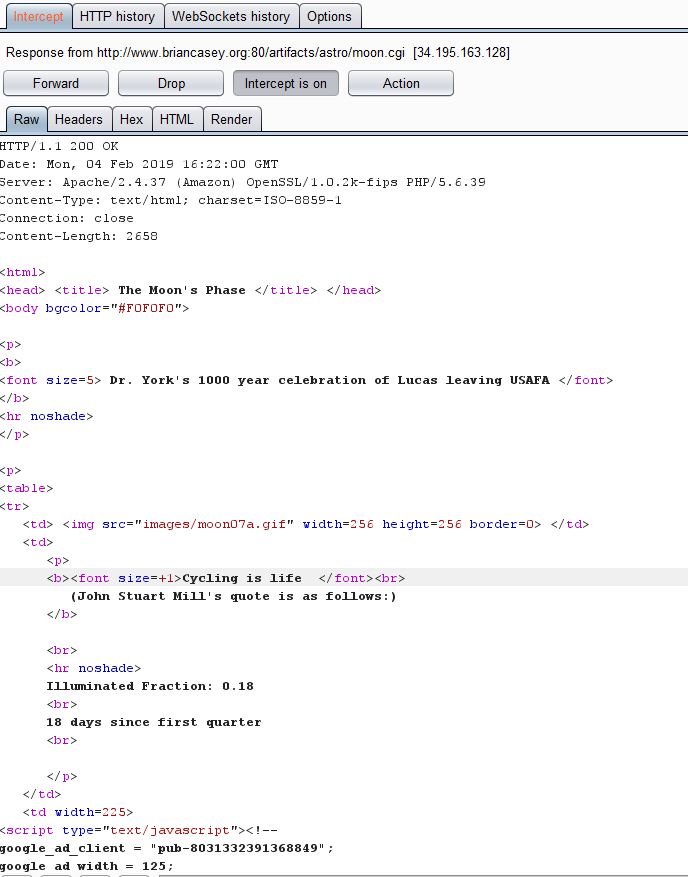 Intercept HTTP history WebSockets history Options
Response from http://www.briancasey.org:80/artifacts/astro/moon.cgi [34.195.163.128]
Forward Drop Intercept is on Action
Raw Headers Hex HTML Render
HTTP/1.1 200 OK
Date: Mon, 04 Feb 2019 16:22:00 GMT
Server: Apache/2.4.37 (Amazon) OpenSSL/1.0.2k-fips PHP/5.6.39
Content-Type: text/html; charset=ISO-8859-1
Connection: close
Content-Length: 2658
<html>
<head> <title> The Moon's Phase </title> </head>
<body bgcolor="#F0F0F0">
<p>
<b>
<font size=5> Dr. York's 1000 year celebration of Lucas leaving USAFA </font>
</b>
<hr noshade>
</p>
<p>
<table>
<tr>
<td> <img src="images/moon07a.gif" width=256 height=256 border=0> </td>
<td>
<p>
<b><font size=+1>Cycling is life </font><br>
(John Stuart Mill's quote is as follows:)
</b>
<br>
<hr noshade>
Illuminated Fraction: 0.18
<br>
18 days since first quarter
<br>
</p>
</td>
<td width=225>
<script type="text/javascript"><!--
google_ad_client = "pub-8031332391368849";
google_ad_width = 125;